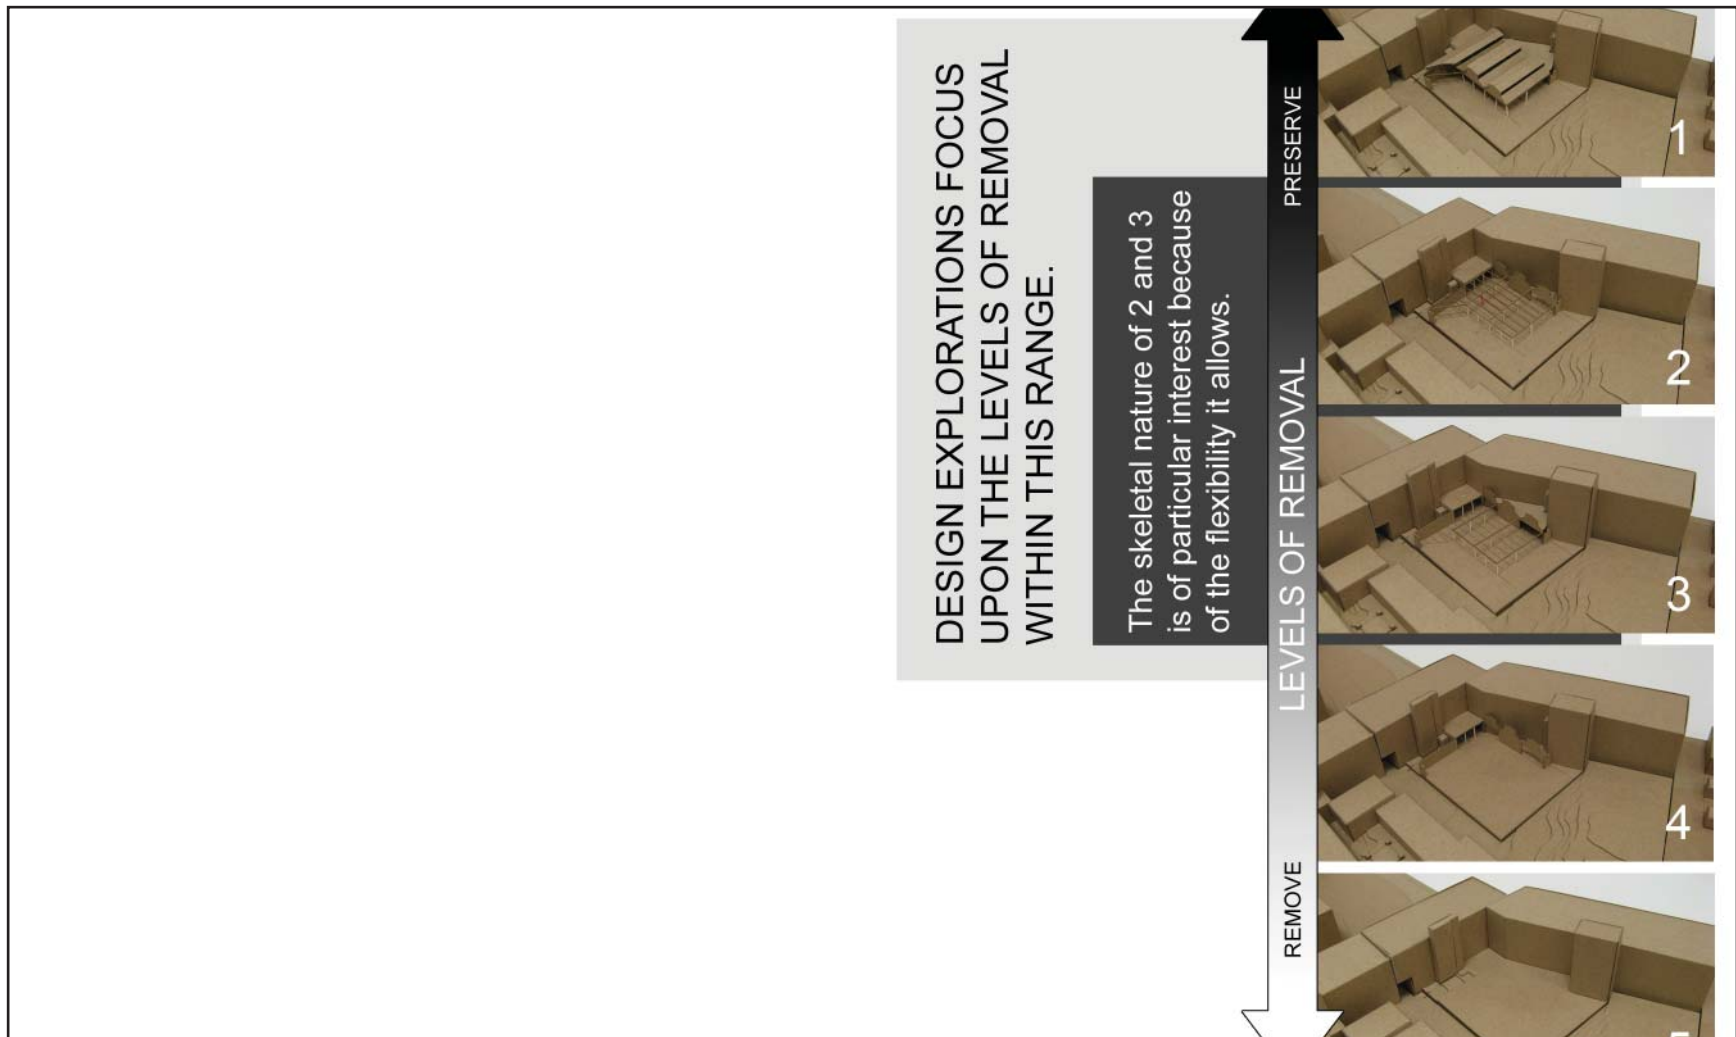 DESIGN EXPLORATIONS FOCUS
UPON THE LEVELS OF REMOVAL
WITHIN THIS RANGE.
The skeletal nature of 2 and 3
is of particular interest because
of the flexibility it allows.
PRESERVE
LEVELS OF REMOVAL
REMOVE
1
2
3
4